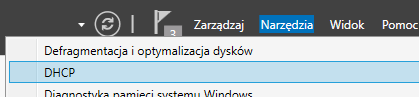 3 Zarządzaj Narzędzia Widok Pomoc
Defragmentacja i optymalizacja dysków
DHCP
Diagnostyka pamięci systemu Windows